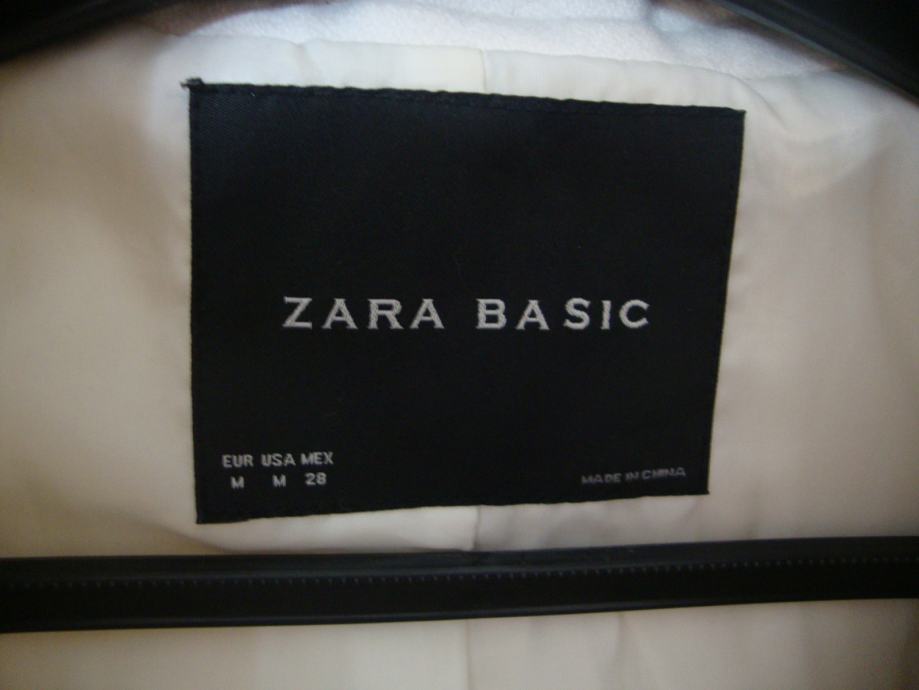 ZARA BASIC
EUR USA MEX
M M 28
MADE IN CHINA